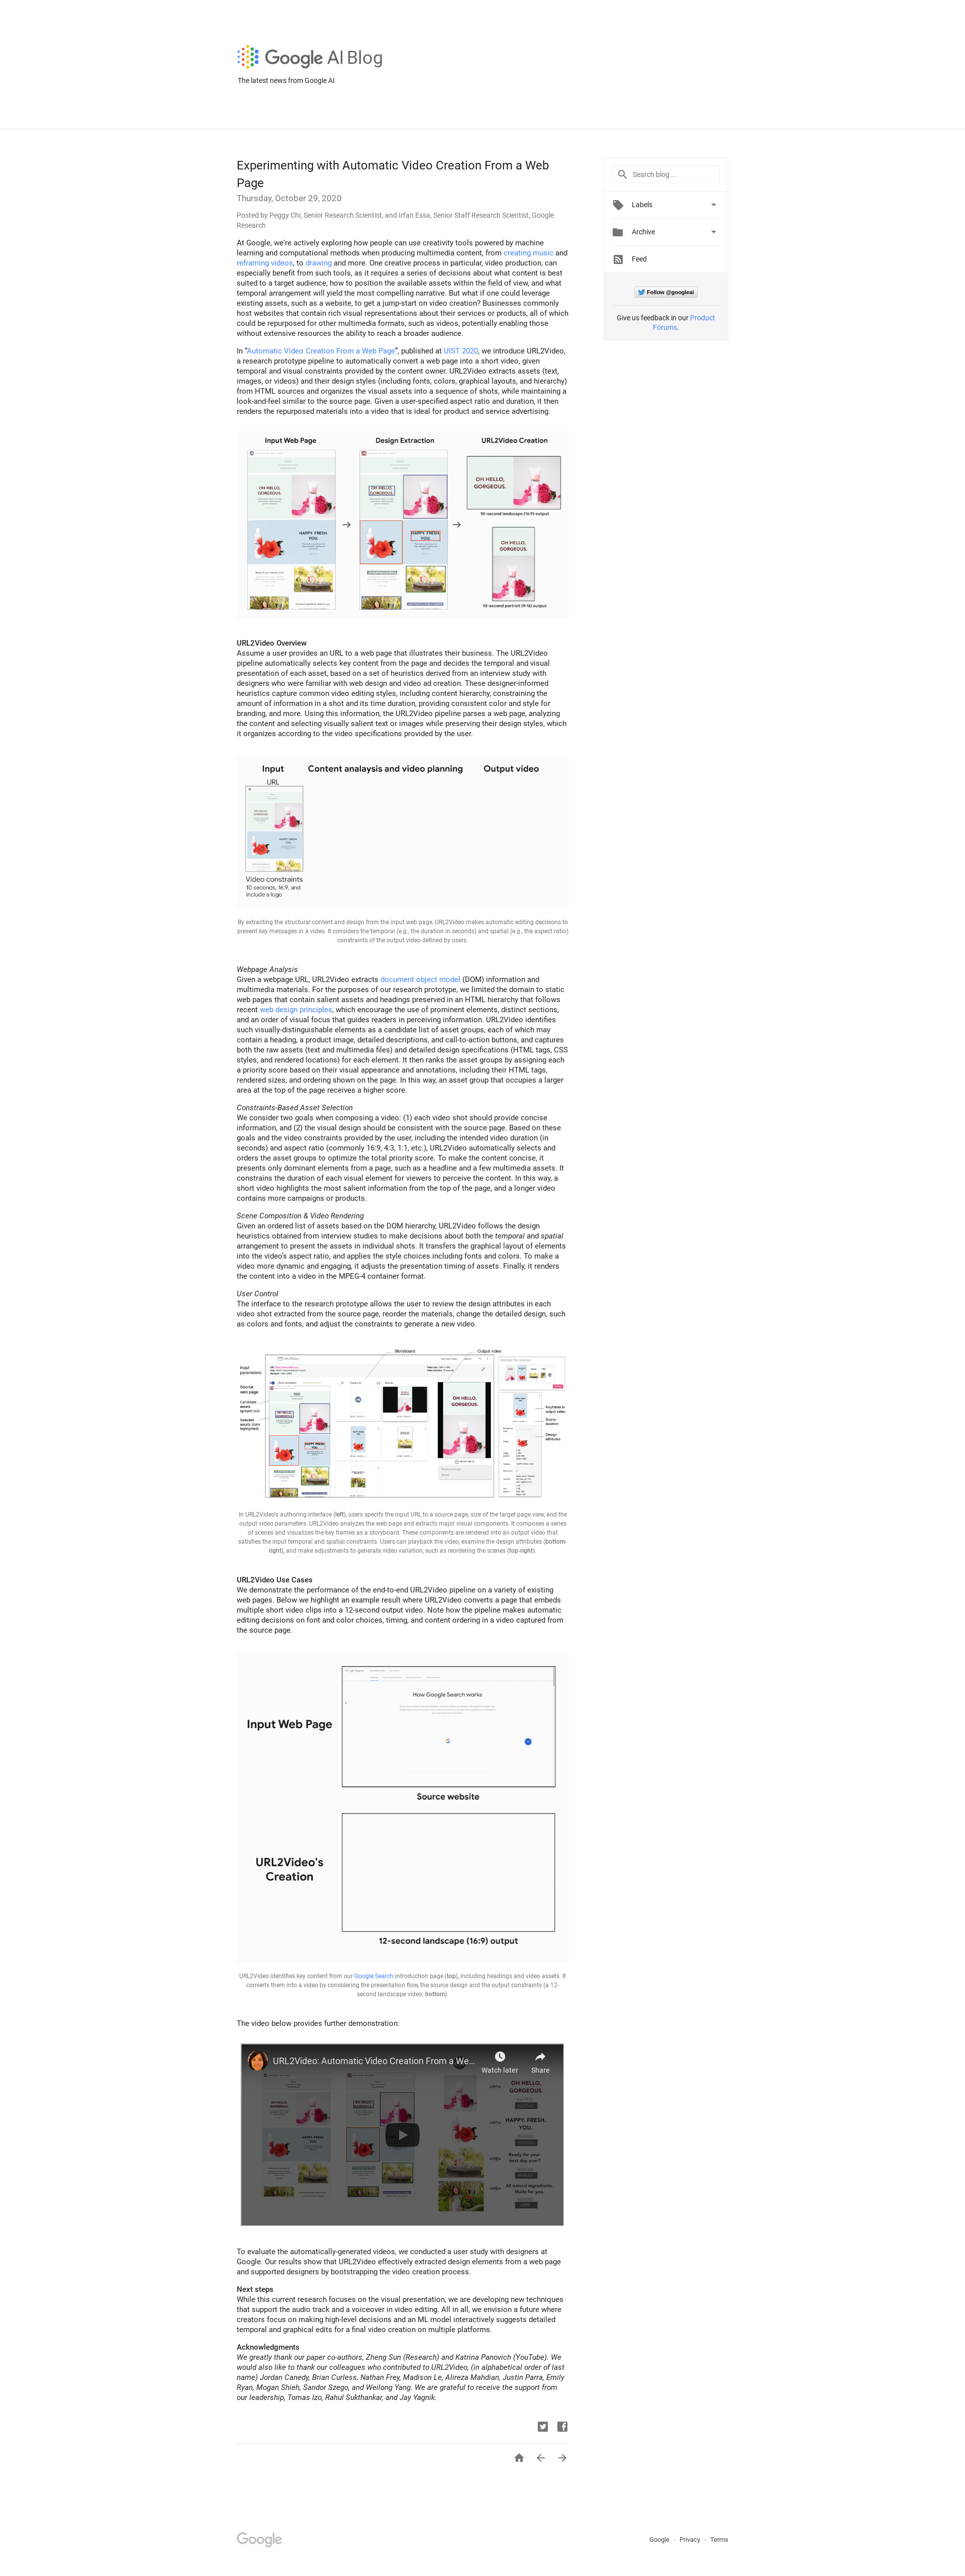 Google AI Blog
The latest news from Google AI
Experimenting with Automatic Video Creation From a Web
Page
Thursday, October 29, 2020
Posted by Peggy Chi, Senior Research Scientist, and Irfan Essa, Senior Staff Research Scientist, Google
Research
At Google, we're actively exploring how people can use creativity tools powered by machine
learning and computational methods when producing multimedia content, from creating music and
reframing videos, to drawing and more. One creative process in particular, video production, can
especially benefit from such tools, as it requires a series of decisions about what content is best
suited to a target audience, how to position the available assets within the field of view, and what
temporal arrangement will yield the most compelling narrative. But what if one could leverage
existing assets, such as a website, to get a jump-start on video creation? Businesses commonly
host websites that contain rich visual representations about their services or products, all of which
could be repurposed for other multimedia formats, such as videos, potentially enabling those
without extensive resources the ability to reach a broader audience.
In “Automatic Video Creation From a Web Page”, published at UIST 2020, we introduce URL2Video,
a research prototype pipeline to automatically convert a web page into a short video, given
temporal and visual constraints provided by the content owner. URL2Video extracts assets (text,
images, or videos) and their design styles (including fonts, colors, graphical layouts, and hierarchy)
from HTML sources and organizes the visual assets into a sequence of shots, while maintaining a
look-and-feel similar to the source page. Given a user-specified aspect ratio and duration, it then
renders the repurposed materials into a video that is ideal for product and service advertising.
Input Web Page
Design Extraction
URL2Video Creation
OH HELLO, GORGEOUS.
HAPPY. FRESH. YOU.
OH HELLO, GORGEOUS.
HAPPY. FRESH. YOU.
OH HELLO, GORGEOUS.
10-second landscape (16:9) output
OH HELLO, GORGEOUS.
10-second portrait (9:16) output
URL2Video Overview
Assume a user provides an URL to a web page that illustrates their business. The URL2Video
pipeline automatically selects key content from the page and decides the temporal and visual
presentation of each asset, based on a set of heuristics derived from an interview study with
designers who were familiar with web design and video ad creation. These designer-informed
heuristics capture common video editing styles, including content hierarchy, constraining the
amount of information in a shot and its time duration, providing consistent color and style for
branding, and more. Using this information, the URL2Video pipeline parses a web page, analyzing
the content and selecting visually salient text or images while preserving their design styles, which
it organizes according to the video specifications provided by the user.
Input
Content analaysis and video planning
Output video
URL
Video constraints
10 seconds, 16:9, and
include a logo
By extracting the structural content and design from the input web page, URL2Video makes automatic editing decisions to
present key messages in a video. It considers the temporal (e.g., the duration in seconds) and spatial (e.g., the aspect ratio)
constraints of the output video defined by users.
Webpage Analysis
Given a webpage URL, URL2Video extracts document object model (DOM) information and
multimedia materials. For the purposes of our research prototype, we limited the domain to static
web pages that contain salient assets and headings preserved in an HTML hierarchy that follows
recent web design principles, which encourage the use of prominent elements, distinct sections,
and an order of visual focus that guides readers in perceiving information. URL2Video identifies
such visually-distinguishable elements as a candidate list of asset groups, each of which may
contain a heading, a product image, detailed descriptions, and call-to-action buttons, and captures
both the raw assets (text and multimedia files) and detailed design specifications (HTML tags, CSS
styles, and rendered locations) for each element. It then ranks the asset groups by assigning each
a priority score based on their visual appearance and annotations, including their HTML tags,
rendered sizes, and ordering shown on the page. In this way, an asset group that occupies a larger
area at the top of the page receives a higher score.
Constraints-Based Asset Selection
We consider two goals when composing a video: (1) each video shot should provide concise
information, and (2) the visual design should be consistent with the source page. Based on these
goals and the video constraints provided by the user, including the intended video duration (in
seconds) and aspect ratio (commonly 16:9, 4:3, 1:1, etc.), URL2Video automatically selects and
orders the asset groups to optimize the total priority score. To make the content concise, it
presents only dominant elements from a page, such as a headline and a few multimedia assets. It
constrains the duration of each visual element for viewers to perceive the content. In this way, a
short video highlights the most salient information from the top of the page, and a longer video
contains more campaigns or products.
Scene Composition & Video Rendering
Given an ordered list of assets based on the DOM hierarchy, URL2Video follows the design
heuristics obtained from interview studies to make decisions about both the temporal and spatial
arrangement to present the assets in individual shots. It transfers the graphical layout of elements
into the video’s aspect ratio, and applies the style choices including fonts and colors. To make a
video more dynamic and engaging, it adjusts the presentation timing of assets. Finally, it renders
the content into a video in the MPEG-4 container format.
User Control
The interface to the research prototype allows the user to review the design attributes in each
video shot extracted from the source page, reorder the materials, change the detailed design, such
as colors and fonts, and adjust the constraints to generate a new video.
Storyboard
Output video
Input parameters
Source web page
Candidate assets
Selected assets
OH HELLO, GORGEOUS.
Keyframes in output video
Scene duration
Design attributes
In URL2Video's authoring interface (left), users specify the input URL to a source page, size of the target page view, and the
output video parameters. URL2Video analyzes the web page and extracts major visual components. It composes a series
of scenes and visualizes the key frames as a storyboard. These components are rendered into an output video that
satisfies the input temporal and spatial constraints. Users can playback the video, examine the design attributes (bottom-
right), and make adjustments to generate video variation, such as reordering the scenes (top-right).
URL2Video Use Cases
We demonstrate the performance of the end-to-end URL2Video pipeline on a variety of existing
web pages. Below we highlight an example result where URL2Video converts a page that embeds
multiple short video clips into a 12-second output video. Note how the pipeline makes automatic
editing decisions on font and color choices, timing, and content ordering in a video captured from
the source page.
How Google Search works
Input Web Page
Source website
URL2Video's
Creation
12-second landscape (16:9) output
URL2Video identifies key content from our Google Search introduction page (top), including headings and video assets. It
converts them into a video by considering the presentation flow, the source design and the output constraints (a 12-
second landscape video; bottom).
The video below provides further demonstration:
URL2Video: Automatic Video Creation From a We...
Watch later
Share
OH HELLO, GORGEOUS.
HAPPY. FRESH. YOU.
Ready for your best day ever?
All natural ingredients. Made for you.
To evaluate the automatically-generated videos, we conducted a user study with designers at
Google. Our results show that URL2Video effectively extracted design elements from a web page
and supported designers by bootstrapping the video creation process.
Next steps
While this current research focuses on the visual presentation, we are developing new techniques
that support the audio track and a voiceover in video editing. All in all, we envision a future where
creators focus on making high-level decisions and an ML model interactively suggests detailed
temporal and graphical edits for a final video creation on multiple platforms.
Acknowledgments
We greatly thank our paper co-authors, Zheng Sun (Research) and Katrina Panovich (YouTube). We
would also like to thank our colleagues who contributed to URL2Video, (in alphabetical order of last
name) Jordan Canedy, Brian Curless, Nathan Frey, Madison Le, Alireza Mahdian, Justin Parra, Emily
Ryan, Mogan Shieh, Sandor Szego, and Weilong Yang. We are grateful to receive the support from
our leadership, Tomas Izo, Rahul Sukthankar, and Jay Yagnik.
Search blog ...
Labels
Archive
Feed
Follow @googleai
Give us feedback in our Product
Forums.
Google
Google · Privacy · Terms